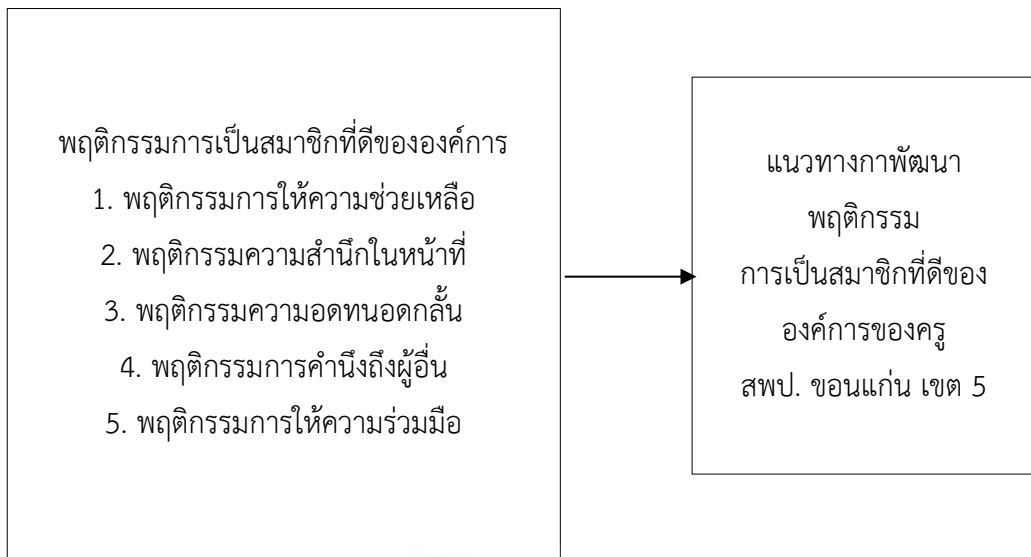 พฤติกรรมการเป็นสมาชิกที่ดีขององค์การ
1. พฤติกรรมการให้ความช่วยเหลือ
2. พฤติกรรมความสำนึกในหน้าที่
3. พฤติกรรมความอดทนอดกลั้น
4. พฤติกรรมการคำนึงถึงผู้อื่น
5. พฤติกรรมการให้ความร่วมมือ
แนวทางกาพัฒนา
พฤติกรรม
การเป็นสมาชิกที่ดีของ
องค์การของครู
สพป. ขอนแก่น เขต 5